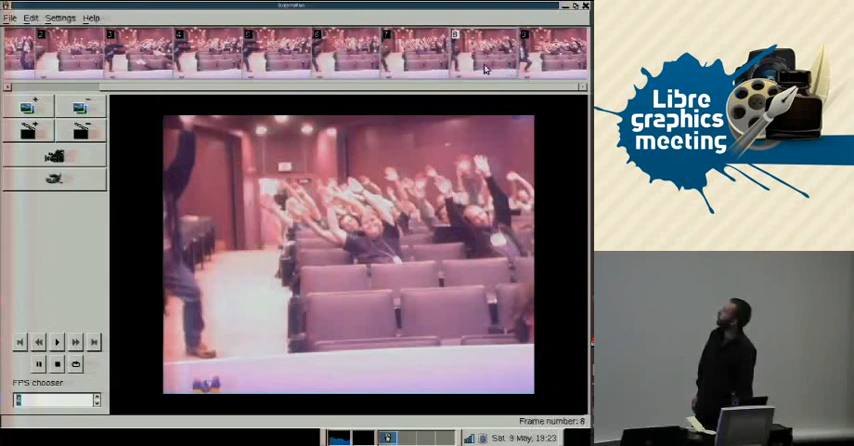 File Edit Settings Help
2 3 4 5 6 7 8 9
FPS chooser
Frame number: 8
Sat 9 May, 19:23
Libre
graphics
meeting